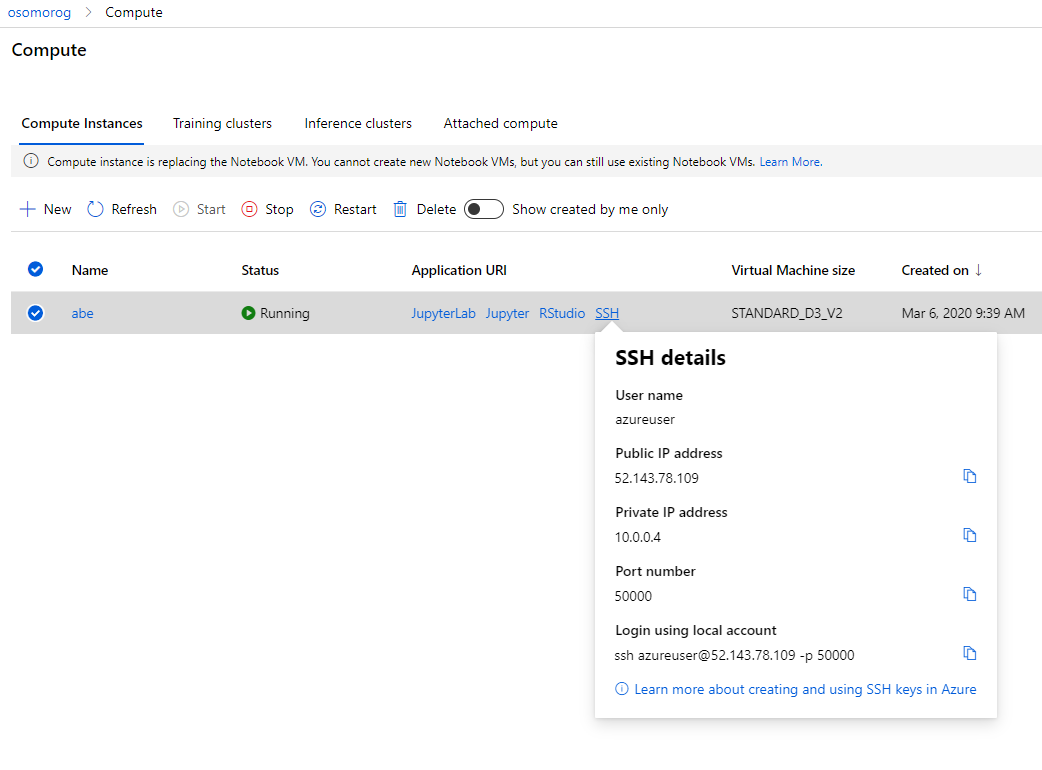 osomorog > Compute
Compute
Compute Instances Training clusters Inference clusters Attached compute
Compute instance is replacing the Notebook VM. You cannot create new Notebook VMs, but you can still use existing Notebook VMs. Learn More.
New Refresh Start Stop Restart Delete Show created by me only
Name Status Application URI Virtual Machine size Created on ↓
abe Running JupyterLab Jupyter RStudio SSH STANDARD_D3_V2 Mar 6, 2020 9:39 AM
SSH details
User name
azureuser
Public IP address
52.143.78.109
Private IP address
10.0.0.4
Port number
50000
Login using local account
ssh azureuser@52.143.78.109 -p 50000
Learn more about creating and using SSH keys in Azure